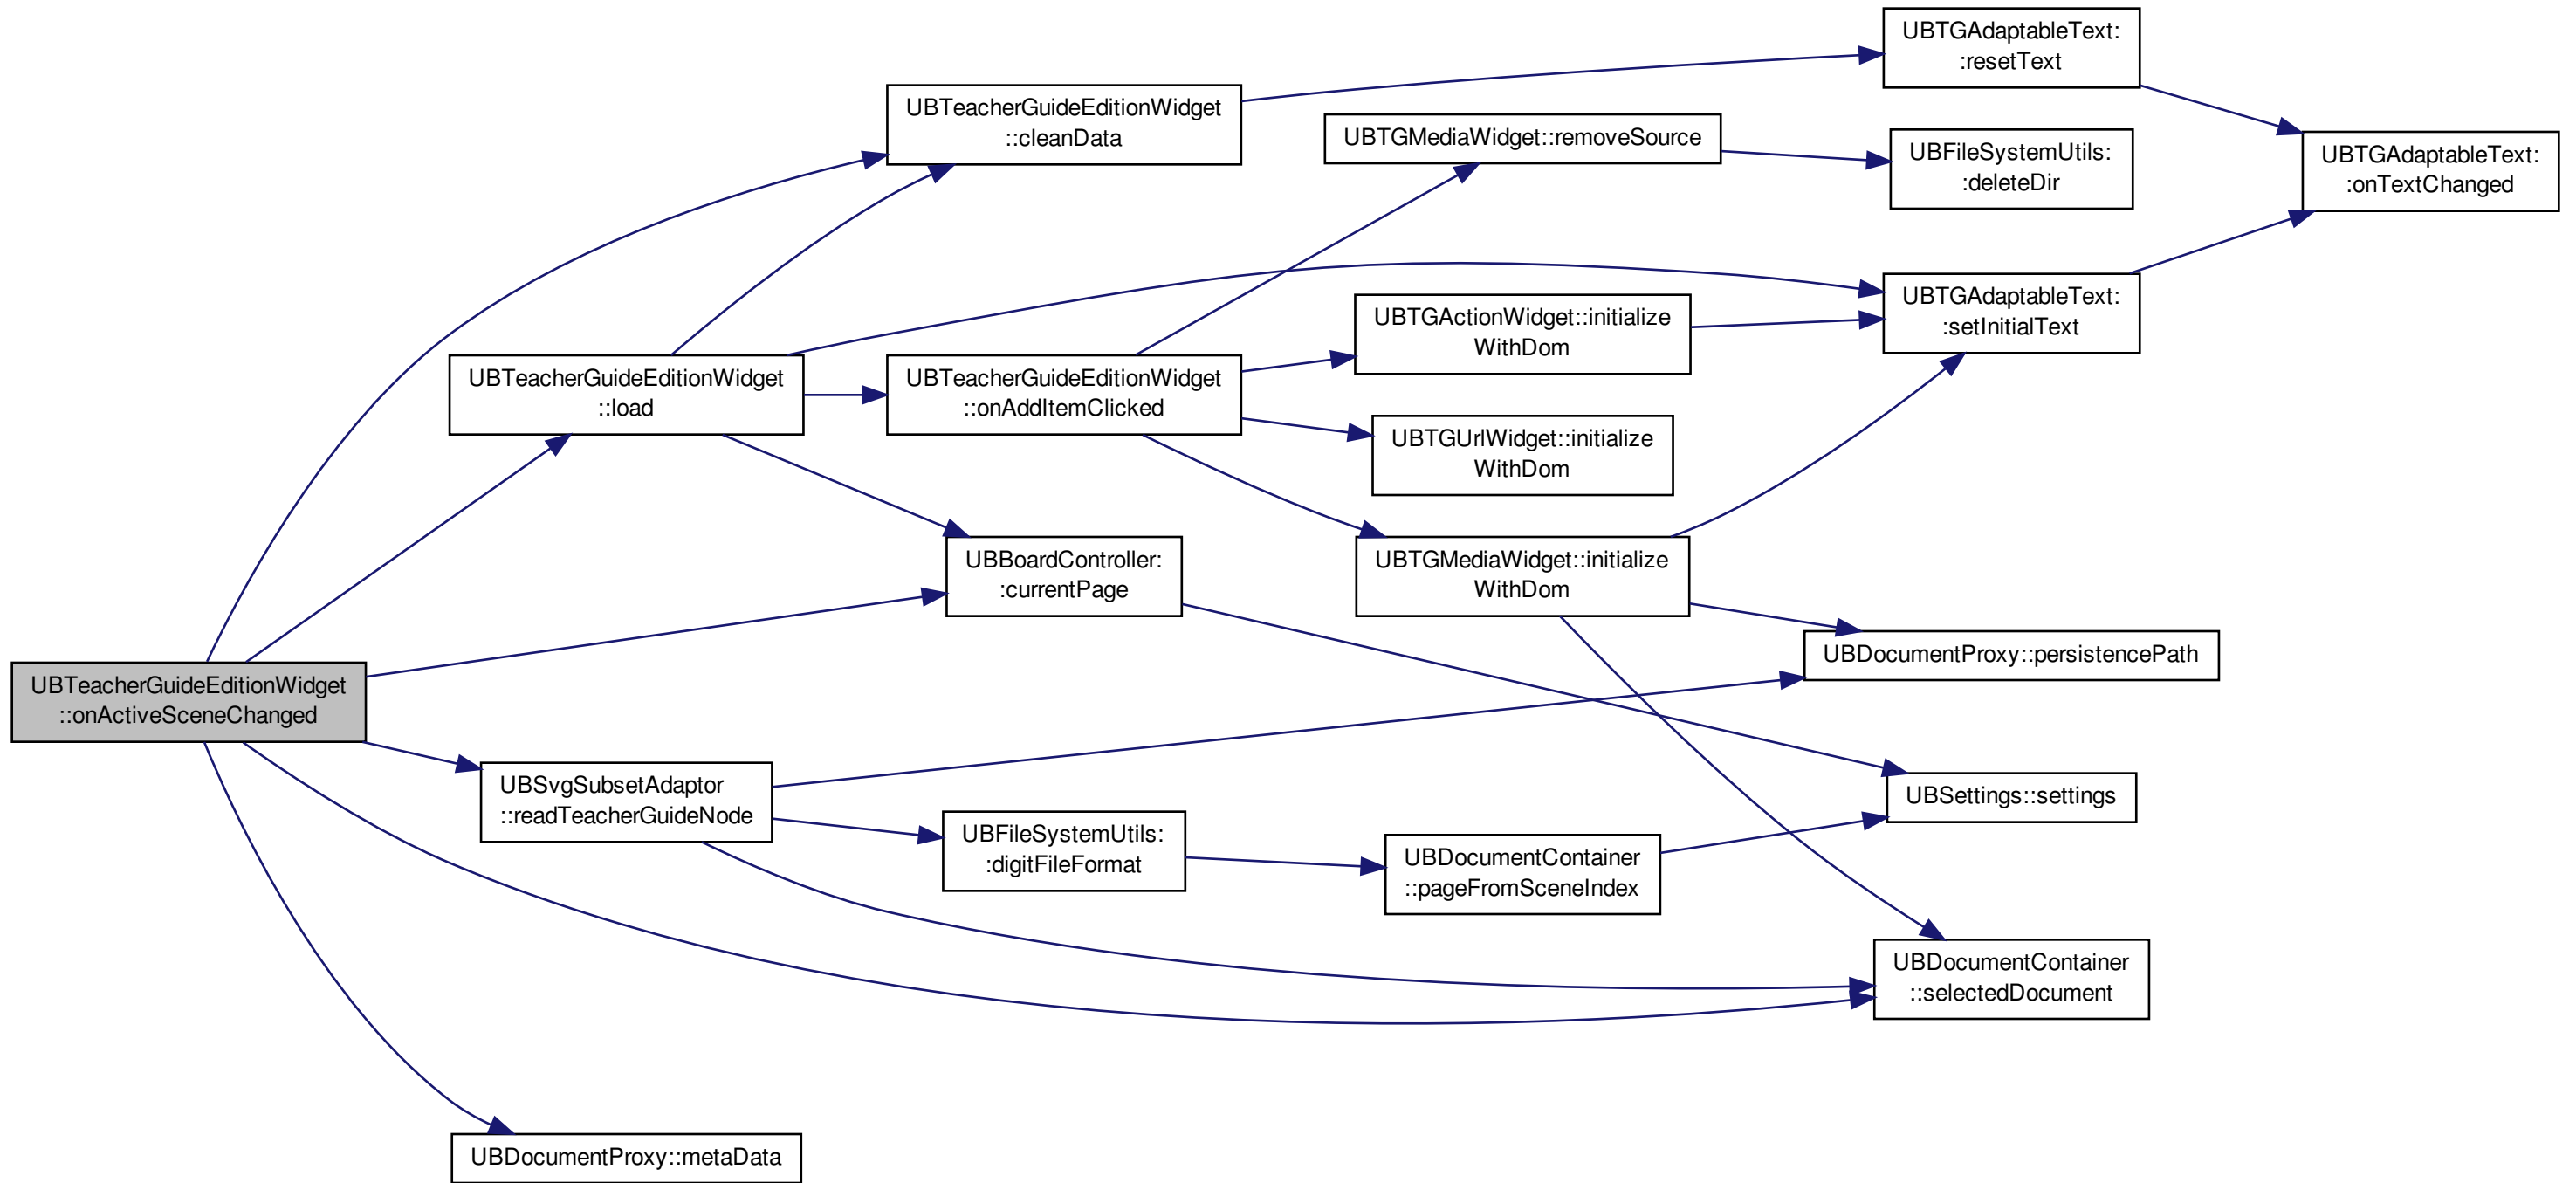 UBTGAdaptableText:
:resetText
UBTeacherGuideEditionWidget
::cleanData
UBTGMediaWidget::removeSource
UBFileSystemUtils:
:deleteDir
UBTGAdaptableText:
:onTextChanged
UBTGAdaptableText:
:setInitialText
UBTGActionWidget::initialize
WithDom
UBTeacherGuideEditionWidget
::load
UBTeacherGuideEditionWidget
::onAddItemClicked
UBTGUrlWidget::initialize
WithDom
UBBoardController:
:currentPage
UBTGMediaWidget::initialize
WithDom
UBDocumentProxy::persistencePath
UBTeacherGuideEditionWidget
::onActiveSceneChanged
UBSvgSubsetAdaptor
::readTeacherGuideNode
UBSettings::settings
UBFileSystemUtils:
:digitFileFormat
UBDocumentContainer
::pageFromSceneIndex
UBDocumentContainer
::selectedDocument
UBDocumentProxy::metaData